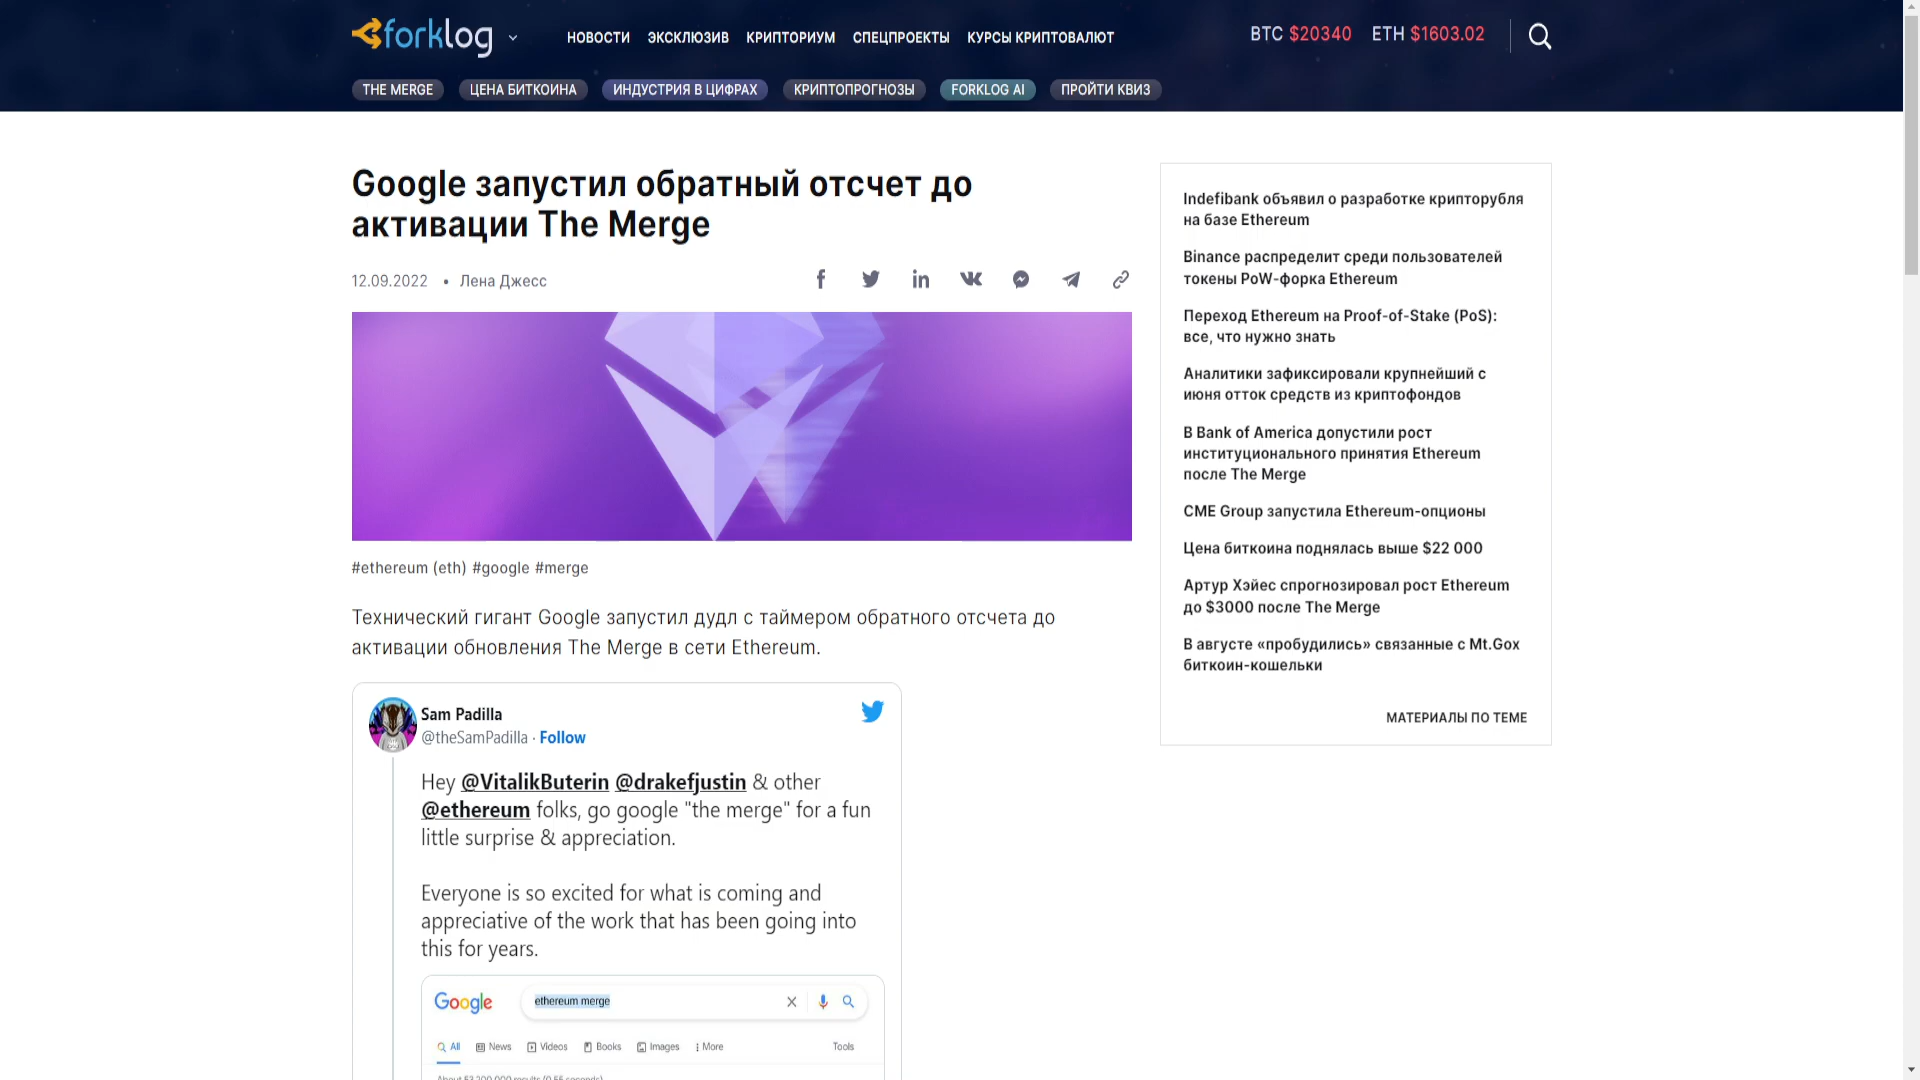 forklog
НОВОСТИ ЭКСКЛЮЗИВ КРИПТОРИУМ СПЕЦПРОЕКТЫ КУРСЫ КРИПТОВАЛЮТ
BTC $20340 ETH $1603.02
THE MERGE ЦЕНА БИТКОИНА ИНДУСТРИЯ В ЦИФРАХ КРИПТОПРОГНОЗЫ FORKLOG AI ПРОЙТИ КВИЗ
Google запустил обратный отсчет до
активации The Merge
12.09.2022 • Лена Джесс
#ethereum (eth) #google #merge
Технический гигант Google запустил дудл с таймером обратного отсчета до
активации обновления The Merge в сети Ethereum.
Sam Padilla
@theSamPadilla · Follow
Hey @VitalikButerin @drakefjustin & other
@ethereum folks, go google "the merge" for a fun
little surprise & appreciation.
Everyone is so excited for what is coming and
appreciative of the work that has been going into
this for years.
Google ethereum merge
All News Videos Books Images More Tools
About 53,200,000 results (0.56 seconds)
Indefibank объявил о разработке крипторубля
на базе Ethereum
Binance распределит среди пользователей
токены PoW-форка Ethereum
Переход Ethereum на Proof-of-Stake (PoS):
все, что нужно знать
Аналитики зафиксировали крупнейший с
июня отток средств из криптофондов
В Bank of America допустили рост
институционального принятия Ethereum
после The Merge
CME Group запустила Ethereum-опционы
Цена биткоина поднялась выше $22 000
Артур Хэйес спрогнозировал рост Ethereum
до $3000 после The Merge
В августе «пробудились» связанные с Mt.Gox
биткоин-кошельки
МАТЕРИАЛЫ ПО ТЕМЕ